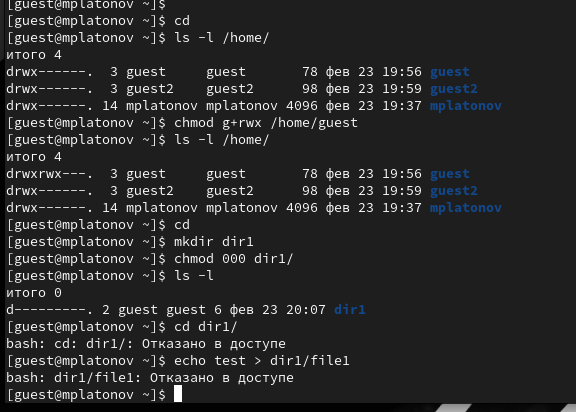 [guest@mplatonov ~]$
[guest@mplatonov ~]$ cd
[guest@mplatonov ~]$ ls -l /home/
итого 4
drwx------. 3 guest guest 78 фев 23 19:56 guest
drwx------. 3 guest2 guest2 98 фев 23 19:59 guest2
drwx------. 14 mplatonov mplatonov 4096 фев 23 19:37 mplatonov
[guest@mplatonov ~]$ chmod g+rwx /home/guest
[guest@mplatonov ~]$ ls -l /home/
итого 4
drwxrwx---. 3 guest guest 78 фев 23 19:56 guest
drwx------. 3 guest2 guest2 98 фев 23 19:59 guest2
drwx------. 14 mplatonov mplatonov 4096 фев 23 19:37 mplatonov
[guest@mplatonov ~]$ cd
[guest@mplatonov ~]$ mkdir dir1
[guest@mplatonov ~]$ chmod 000 dir1/
[guest@mplatonov ~]$ ls -l
итого 0
d---------. 2 guest guest 6 фев 23 20:07 dir1
[guest@mplatonov ~]$ cd dir1/
bash: cd: dir1/: Отказано в доступе
[guest@mplatonov ~]$ echo test > dir1/file1
bash: dir1/file1: Отказано в доступе
[guest@mplatonov ~]$